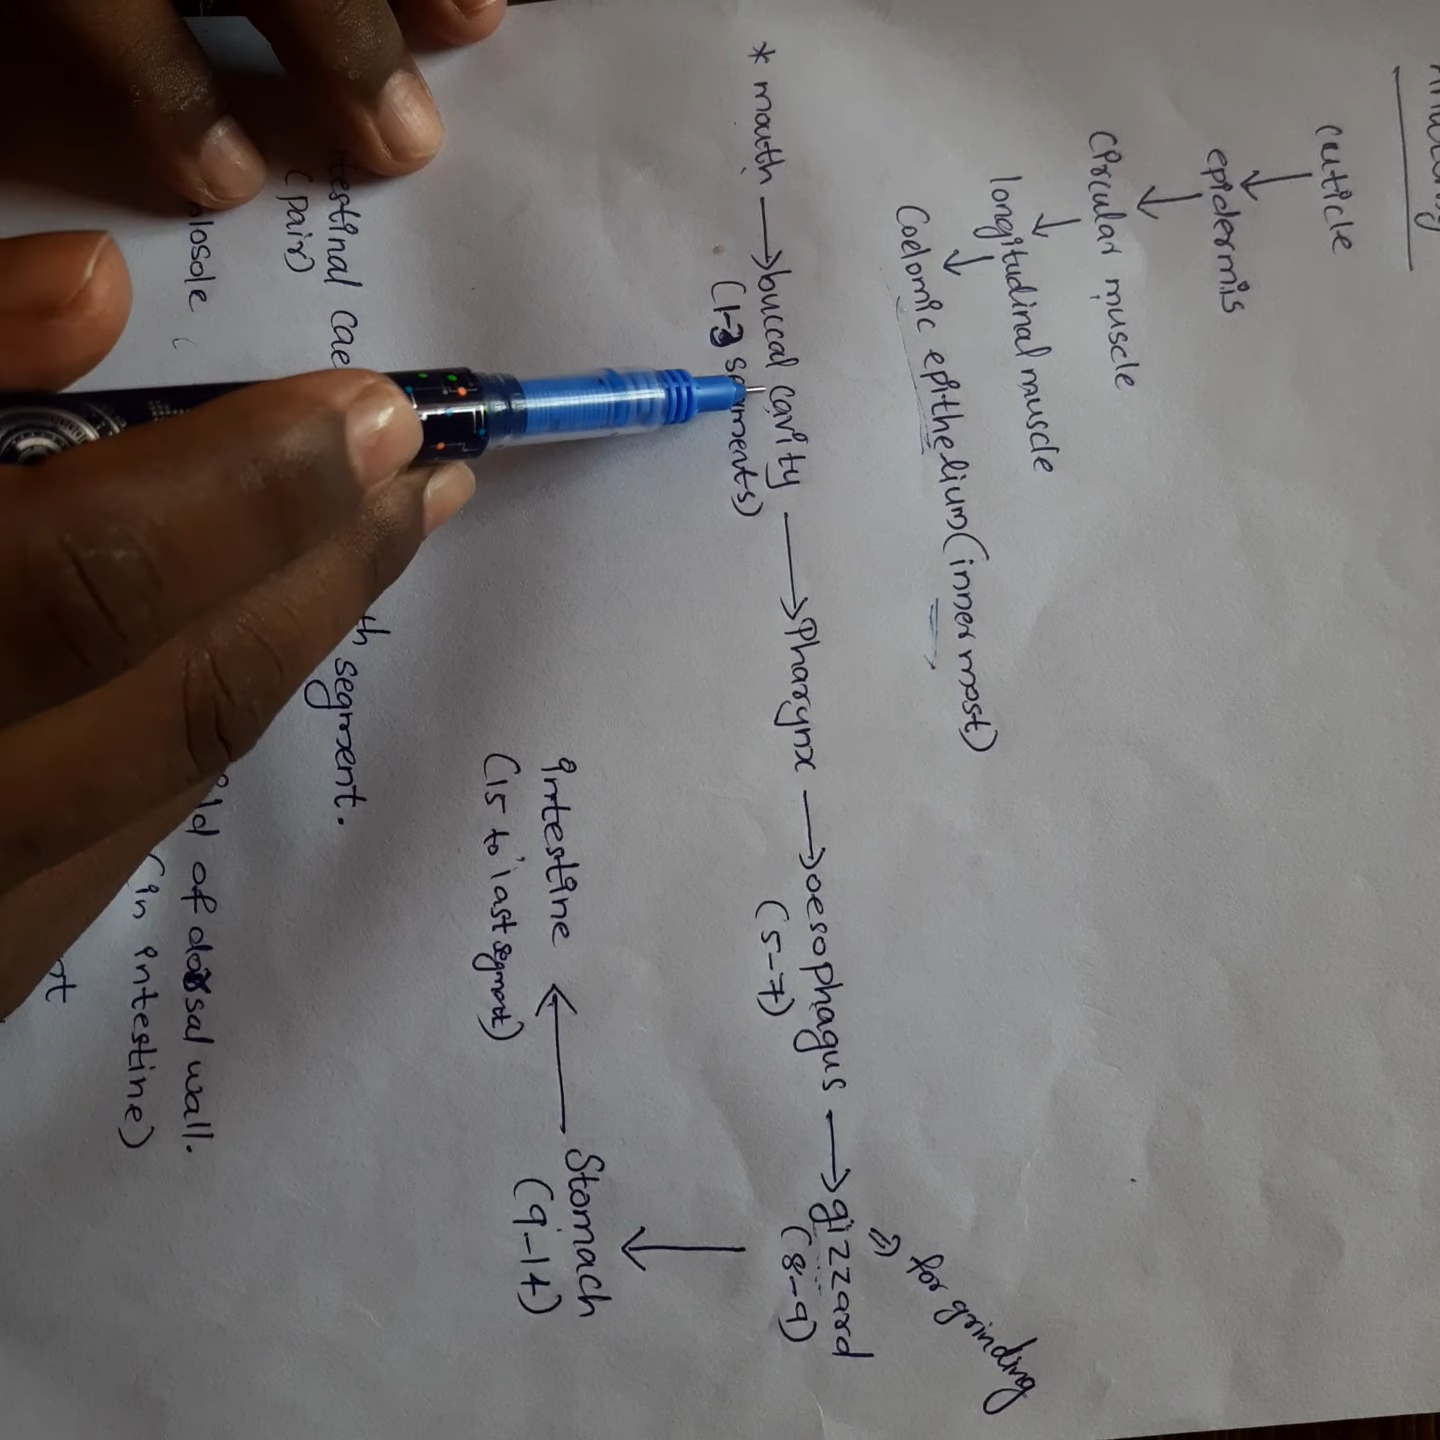 cuticle
↓
epidermis
↓
circular muscle
↓
longitudinal muscle
↓
Coelomic epithelium (inner most)
for grinding
* mouth → buccal cavity → Pharynx → oesophagus → gizzard
(1-3 segments) (5-7) (8-9)
↓
intestine ← Stomach
(15 to last segment) (9-14)
segment.
(pair)
of dorsal wall.
(in intestine)